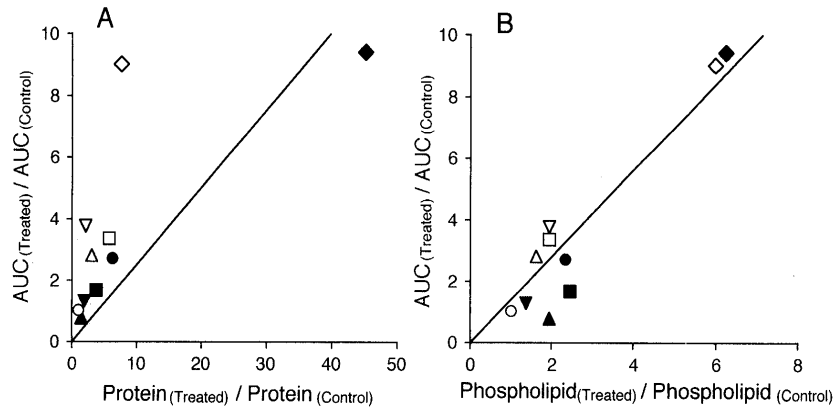 A
10
8
6
4
2
0
AUC (Treated) / AUC (Control)
0 10 20 30 40 50
Protein (Treated) / Protein (Control)
B
10
8
6
4
2
0
AUC (Treated) / AUC (Control)
0 2 4 6 8
Phospholipid (Treated) / Phospholipid (Control)